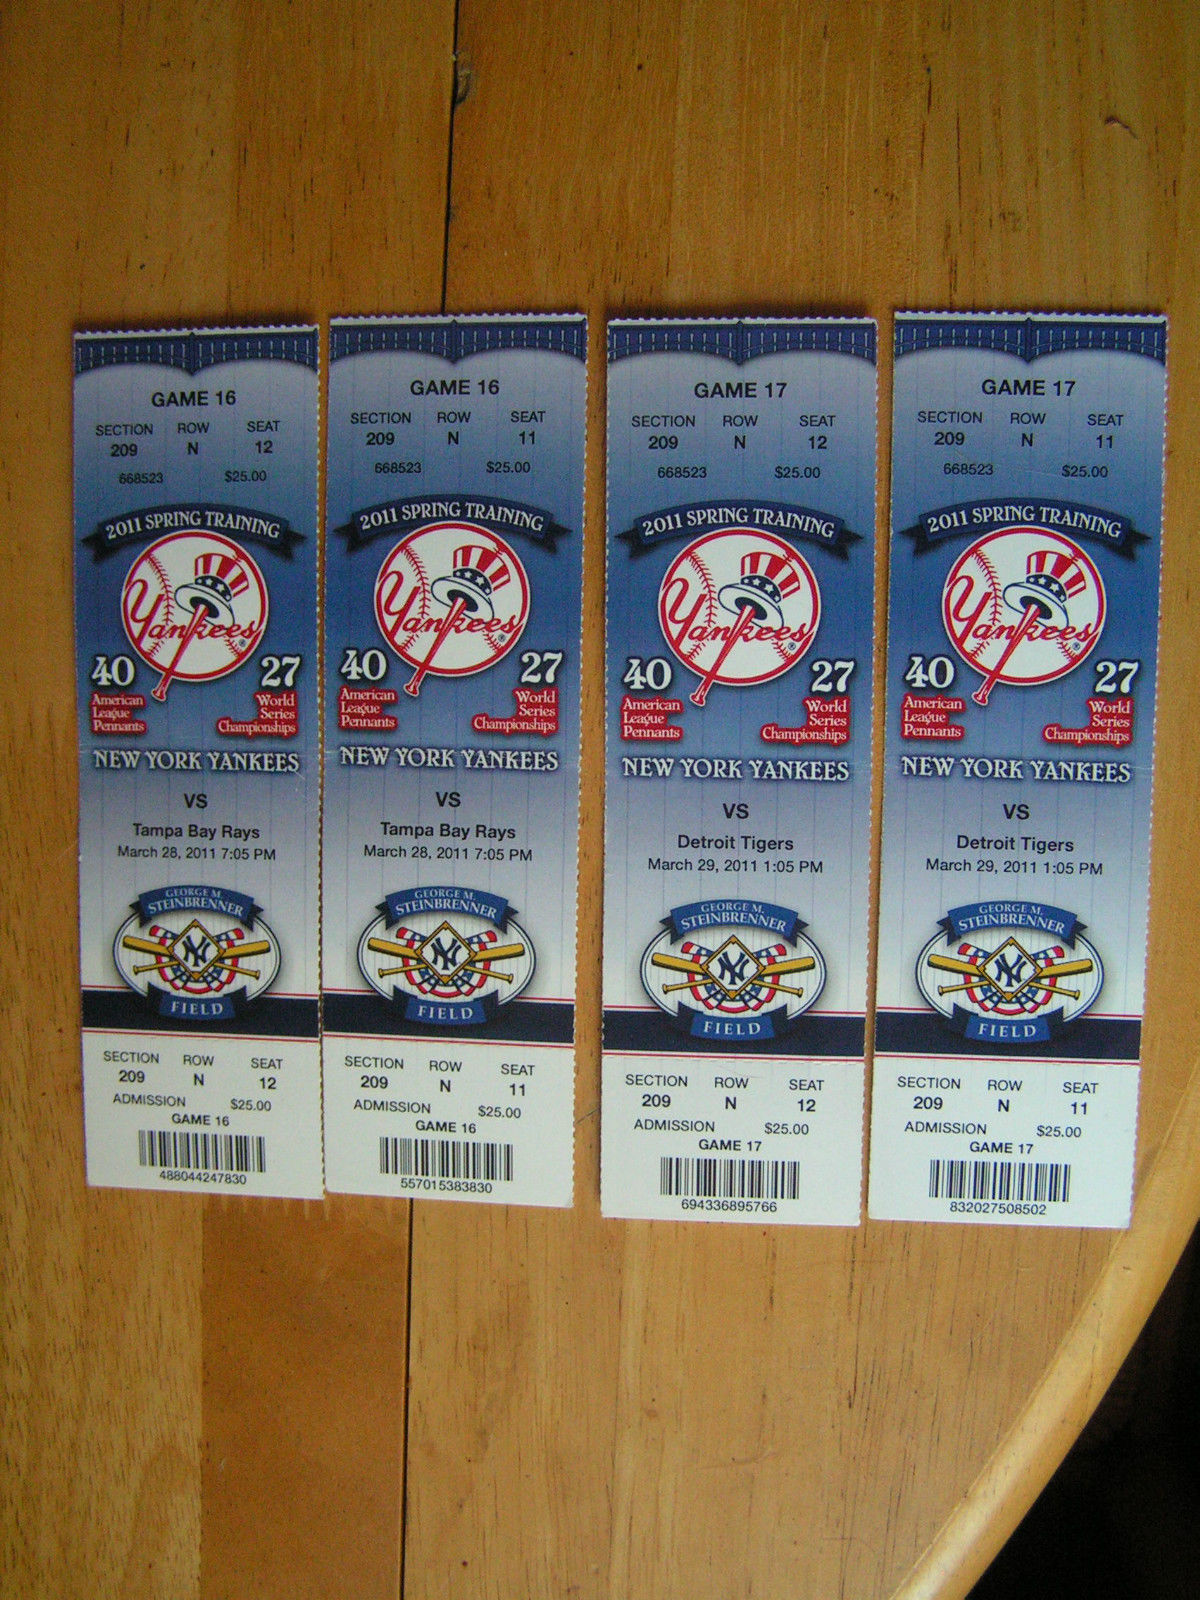 GAME 16
SECTION ROW SEAT
209 N 12
668523 $25.00
2011 SPRING TRAINING
Yankees
40 27
American League Pennants
World Series Championships
NEW YORK YANKEES
VS
Tampa Bay Rays
March 28, 2011 7:05 PM
GEORGE M.
STEINBRENNER
NY
FIELD
SECTION ROW SEAT
209 N 12
ADMISSION $25.00
GAME 16
488044247830
GAME 16
SECTION ROW SEAT
209 N 11
668523 $25.00
2011 SPRING TRAINING
Yankees
40 27
American League Pennants
World Series Championships
NEW YORK YANKEES
VS
Tampa Bay Rays
March 28, 2011 7:05 PM
GEORGE M.
STEINBRENNER
NY
FIELD
SECTION ROW SEAT
209 N 11
ADMISSION $25.00
GAME 16
557015383830
GAME 17
SECTION ROW SEAT
209 N 12
668523 $25.00
2011 SPRING TRAINING
Yankees
40 27
American League Pennants
World Series Championships
NEW YORK YANKEES
VS
Detroit Tigers
March 29, 2011 1:05 PM
GEORGE M.
STEINBRENNER
NY
FIELD
SECTION ROW SEAT
209 N 12
ADMISSION $25.00
GAME 17
694336895766
GAME 17
SECTION ROW SEAT
209 N 11
668523 $25.00
2011 SPRING TRAINING
Yankees
40 27
American League Pennants
World Series Championships
NEW YORK YANKEES
VS
Detroit Tigers
March 29, 2011 1:05 PM
GEORGE M.
STEINBRENNER
NY
FIELD
SECTION ROW SEAT
209 N 11
ADMISSION $25.00
GAME 17
832027508502